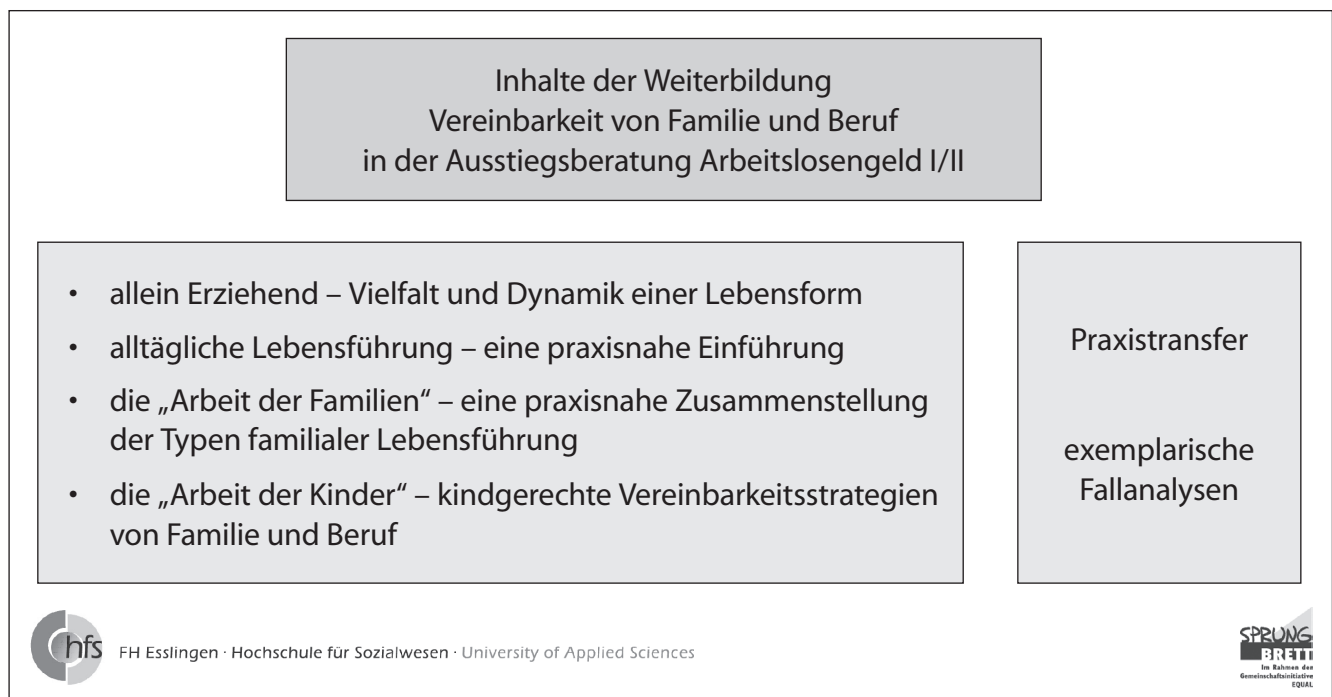 Inhalte der Weiterbildung
Vereinbarkeit von Familie und Beruf
in der Ausstiegsberatung Arbeitslosengeld I/II
• allein Erziehend – Vielfalt und Dynamik einer Lebensform
• alltägliche Lebensführung – eine praxisnahe Einführung
• die „Arbeit der Familien“ – eine praxisnahe Zusammenstellung
der Typen familialer Lebensführung
• die „Arbeit der Kinder“ – kindgerechte Vereinbarkeitsstrategien
von Familie und Beruf
Praxistransfer
exemplarische
Fallanalysen
hfs
FH Esslingen · Hochschule für Sozialwesen · University of Applied Sciences
SPRUNG
BRETT
Im Rahmen der
Gemeinschaftsinitiative
EQUAL